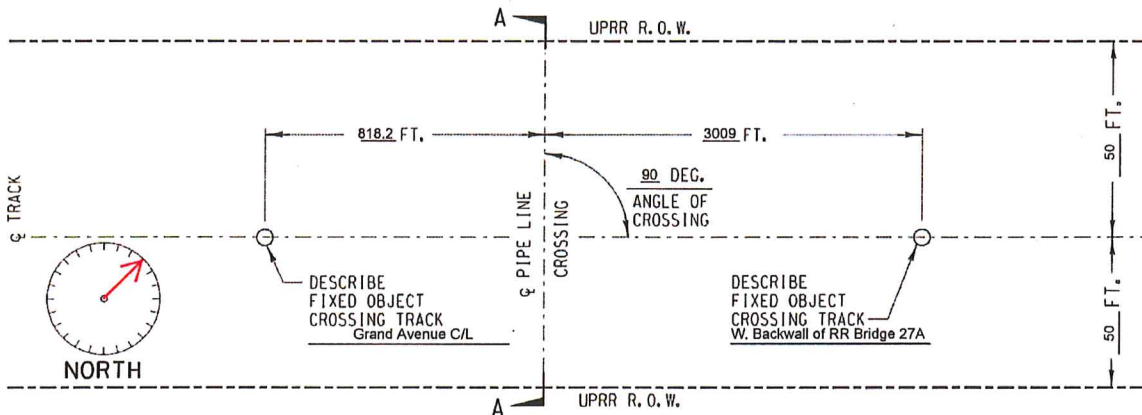 A
UPRR R.O.W.
818.2 FT.
3009 FT.
50 FT.
90 DEG.
ANGLE OF
CROSSING
℄ TRACK
℄ PIPE LINE
CROSSING
DESCRIBE
FIXED OBJECT
CROSSING TRACK
Grand Avenue C/L
DESCRIBE
FIXED OBJECT
CROSSING TRACK
W. Backwall of RR Bridge 27A
50 FT.
NORTH
A
UPRR R.O.W.